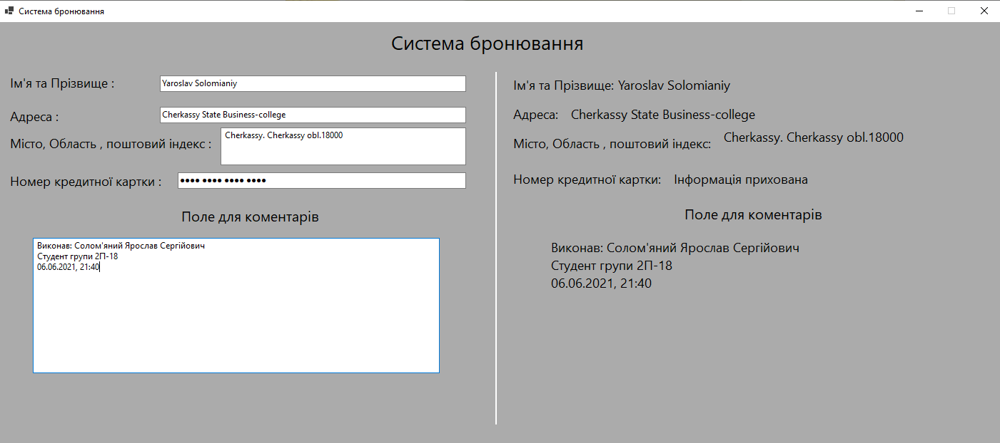 Система бронювання
Система бронювання
Ім'я та Прізвище :
Yaroslav Solomianiy
Адреса :
Cherkassy State Business-college
Місто, Область , поштовий індекс :
Cherkassy. Cherkassy obl.18000
Номер кредитної картки :
●●●● ●●●● ●●●● ●●●●
Поле для коментарів
Виконав: Солом'яний Ярослав Сергійович
Студент групи 2П-18
06.06.2021, 21:40
Ім'я та Прізвище: Yaroslav Solomianiy
Адреса: Cherkassy State Business-college
Місто, Область , поштовий індекс: Cherkassy. Cherkassy obl.18000
Номер кредитної картки: Інформація прихована
Поле для коментарів
Виконав: Солом'яний Ярослав Сергійович
Студент групи 2П-18
06.06.2021, 21:40